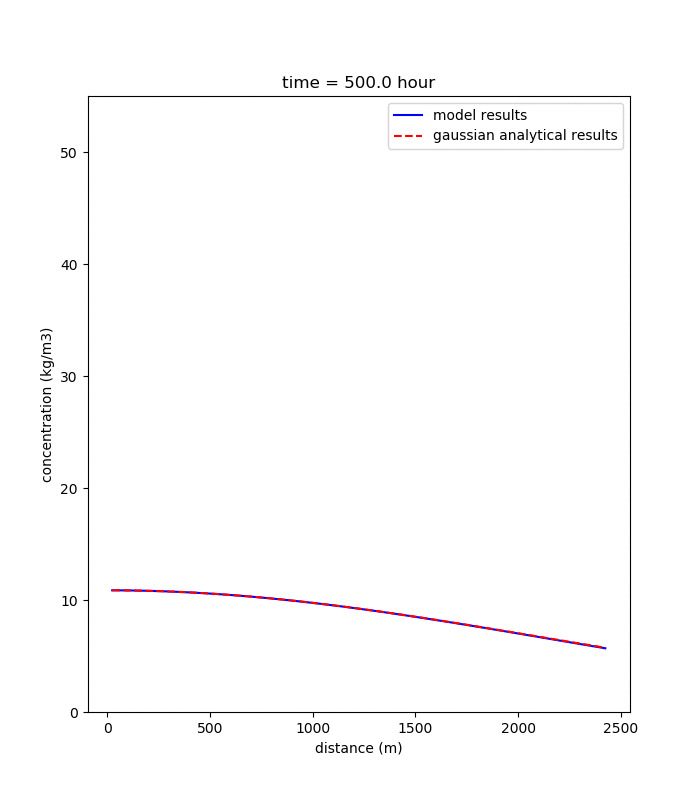 time = 500.0 hour
model results
gaussian analytical results
50
40
30
20
10
0
concentration (kg/m3)
0 500 1000 1500 2000 2500
distance (m)